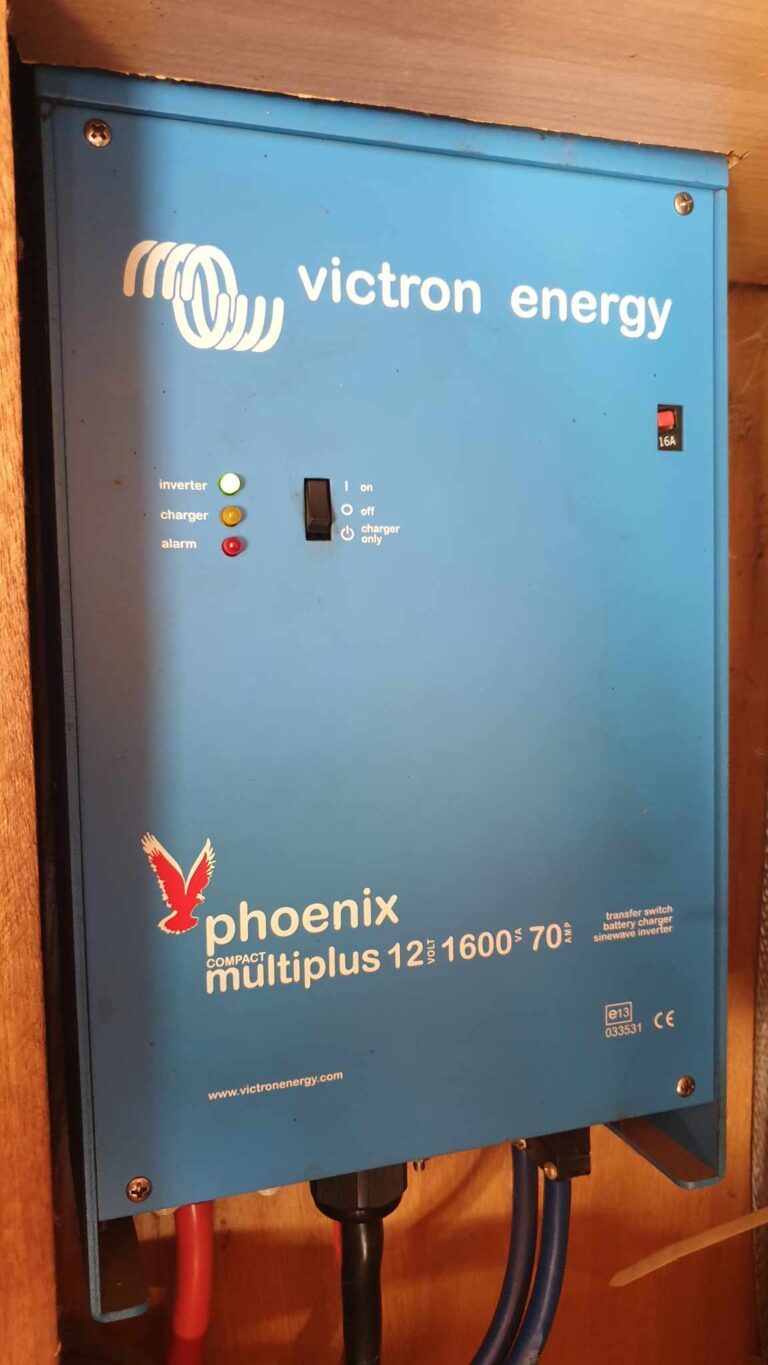 victron energy
16A
inverter
charger
alarm
I on
O off
charger
only
phoenix
COMPACT
multiplus 12 VOLT 1600 VA 70 AMP
transfer switch
battery charger
sinewave inverter
e13
033531 CE
www.victronenergy.com